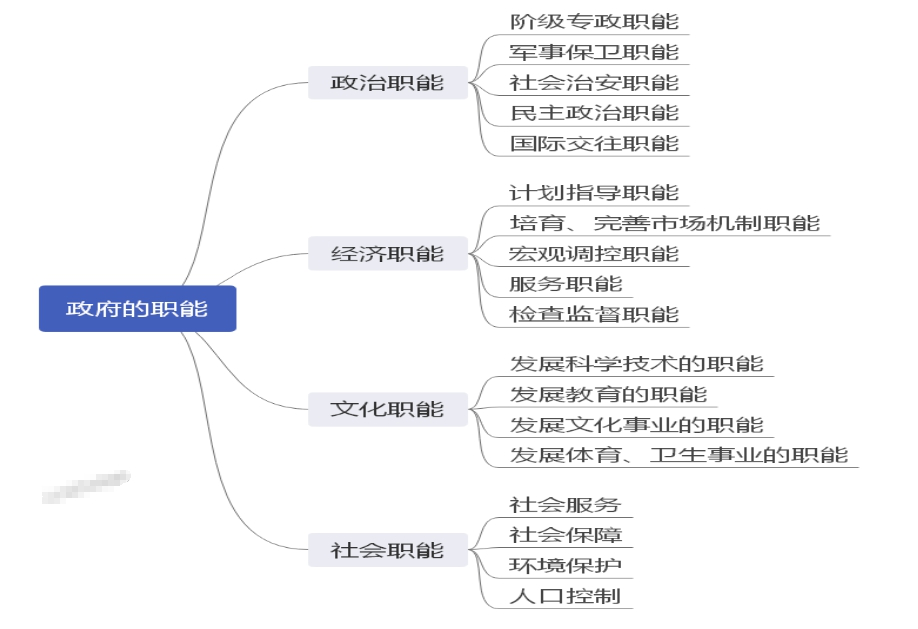 政府的职能
政治职能
阶级专政职能
军事保卫职能
社会治安职能
民主政治职能
国际交往职能
经济职能
计划指导职能
培育、完善市场机制职能
宏观调控职能
服务职能
检查监督职能
文化职能
发展科学技术的职能
发展教育的职能
发展文化事业的职能
发展体育、卫生事业的职能
社会职能
社会服务
社会保障
环境保护
人口控制